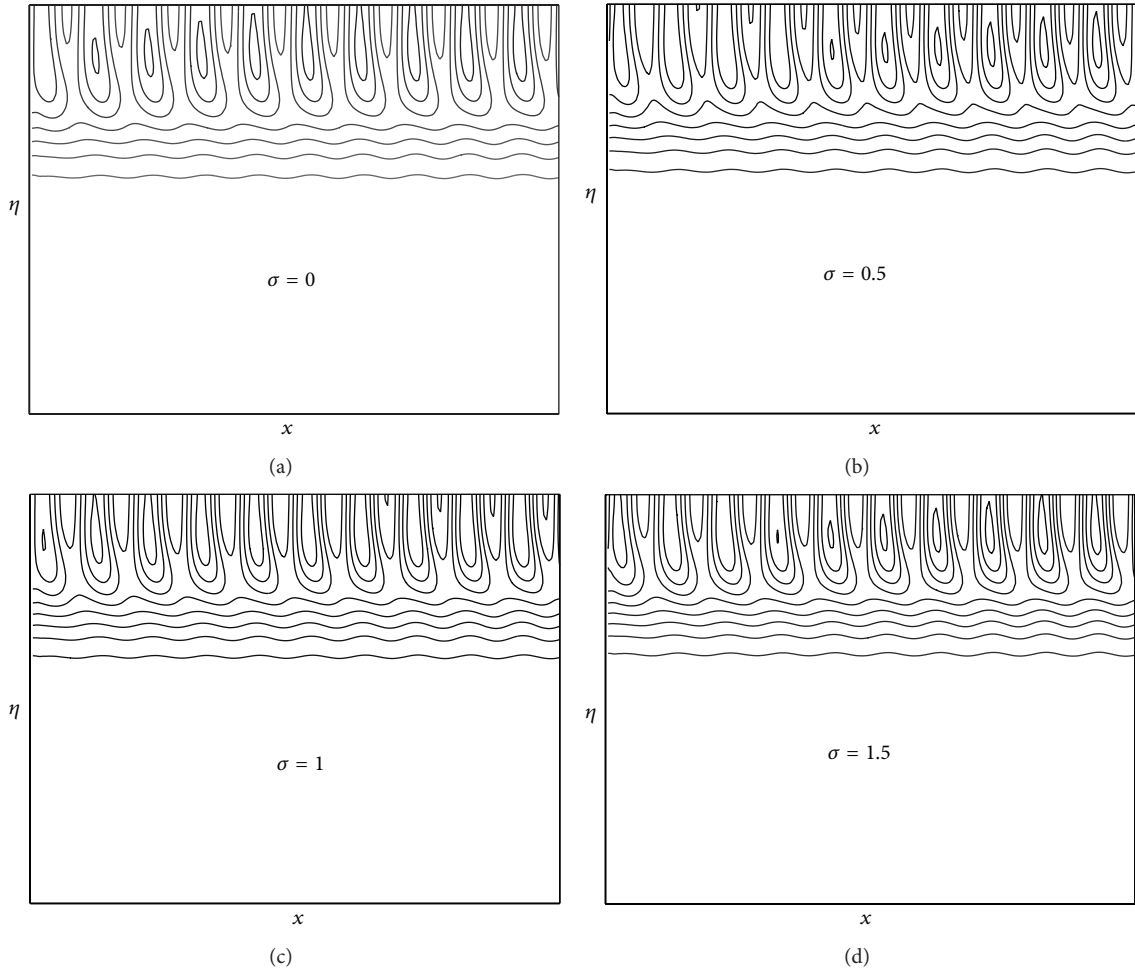 η
σ = 0
x
(a)
η
σ = 0.5
x
(b)
η
σ = 1
x
(c)
η
σ = 1.5
x
(d)